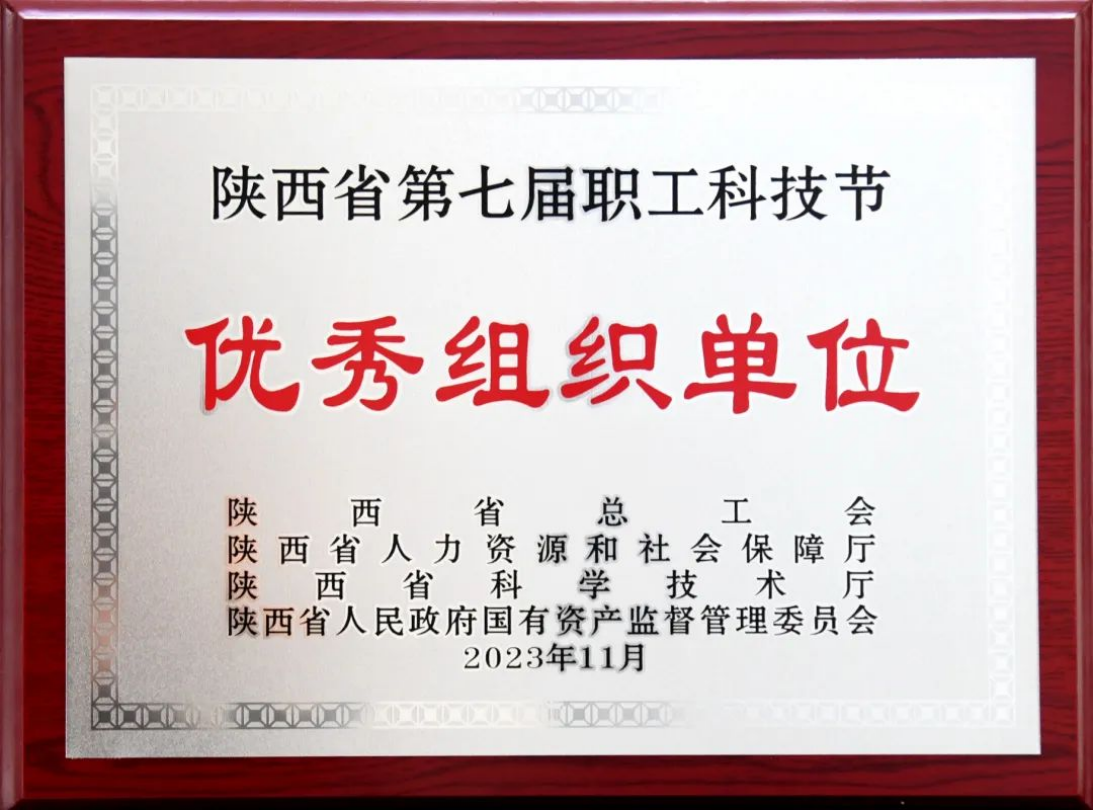 陕西省第七届职工科技节
优秀组织单位
陕西省总工会
陕西省人力资源和社会保障厅
陕西省科学技术厅
陕西省人民政府国有资产监督管理委员会
2023年11月